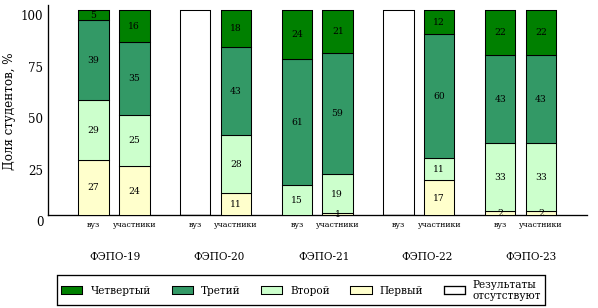 Доля студентов, %
100
75
50
25
0
5 39 29 27
16 35 25 24
18 43 28 11
24 61 15
21 59 19 1
12 60 11 17
22 43 33 2
22 43 33 2
вуз участники вуз участники вуз участники вуз участники вуз участники
ФЭПО-19 ФЭПО-20 ФЭПО-21 ФЭПО-22 ФЭПО-23
Четвертый Третий Второй Первый Результаты
отсутствуют